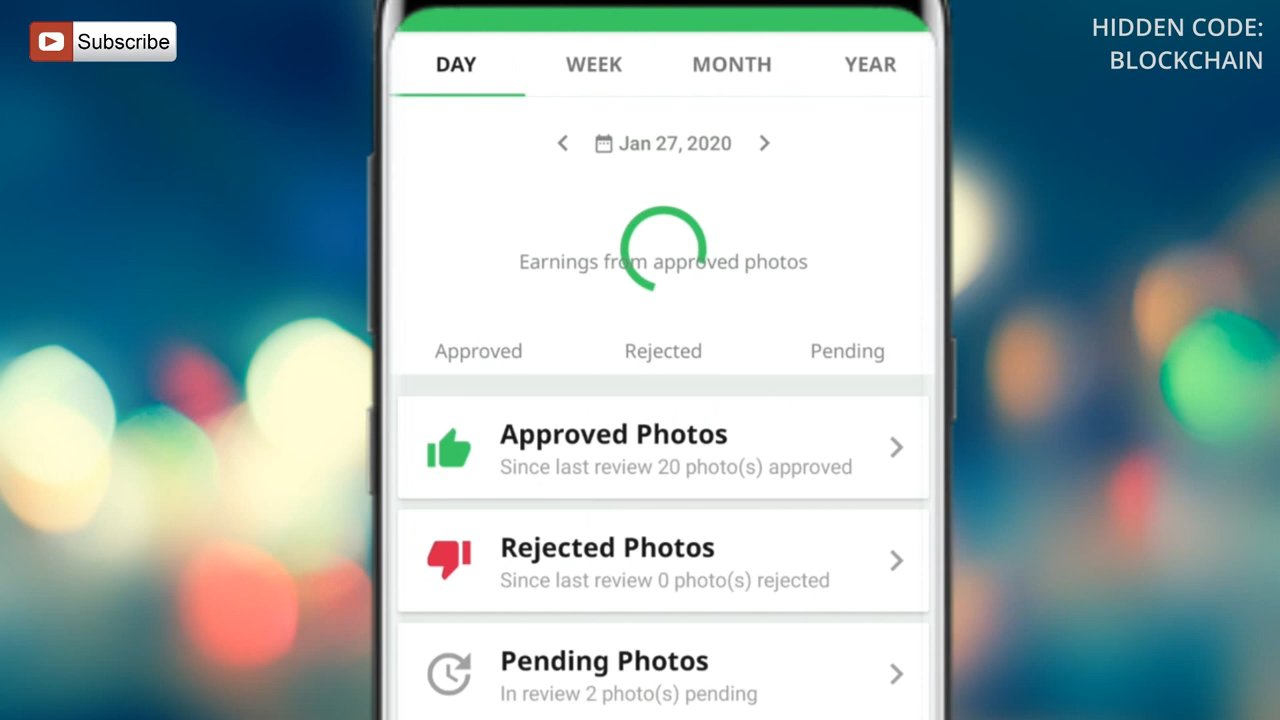 Subscribe
HIDDEN CODE:
BLOCKCHAIN
DAY WEEK MONTH YEAR
Jan 27, 2020
Earnings from approved photos
Approved Rejected Pending
Approved Photos
Since last review 20 photo(s) approved
Rejected Photos
Since last review 0 photo(s) rejected
Pending Photos
In review 2 photo(s) pending